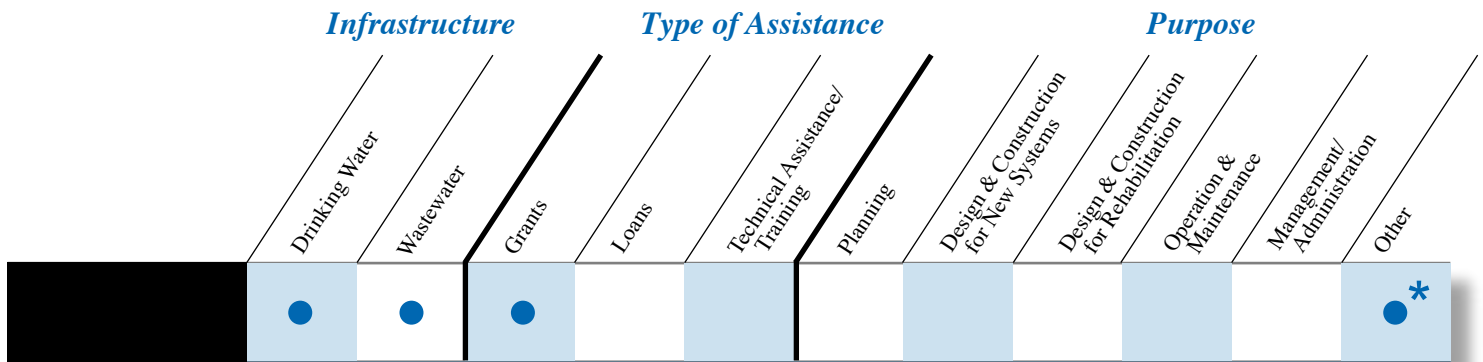 Infrastructure
Type of Assistance
Purpose
Drinking Water
Wastewater
Grants
Loans
Technical Assistance/
Training
Planning
Design & Construction
for New Systems
Design & Construction
for Rehabilitation
Operation &
Maintenance
Management/
Administration
Other
*